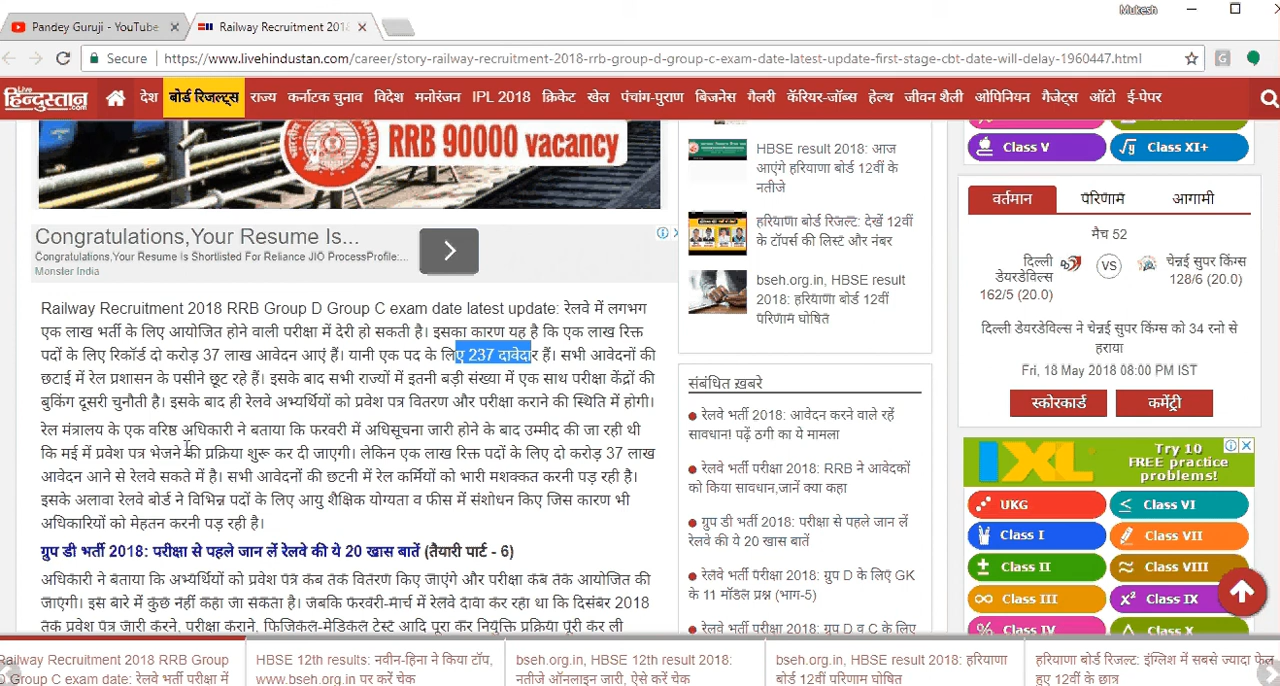 Mukesh
Pandey Guruji - YouTube
Railway Recruitment 201
Secure
https://www.livehindustan.com/career/story-railway-recruitment-2018-rrb-group-d-group-c-exam-date-latest-update-first-stage-cbt-date-will-delay-1960447.html
Live
हिन्दुस्तान
.com
देश बोर्ड रिजल्ट्स राज्य कर्नाटक चुनाव विदेश मनोरंजन IPL 2018 क्रिकेट खेल पंचांग-पुराण बिजनेस गैलरी कॅरियर-जॉब्स हेल्थ जीवन शैली ओपिनियन गैजेट्स ऑटो ई-पेपर
RRB 90000 vacancy
Congratulations,Your Resume Is...
Congratulations,Your Resume Is Shortlisted For Reliance JIO ProcessProfile:...
Monster India
Railway Recruitment 2018 RRB Group D Group C exam date latest update: रेलवे में लगभग
एक लाख भर्ती के लिए आयोजित होने वाली परीक्षा में देरी हो सकती है। इसका कारण यह है कि एक लाख रिक्त
पदों के लिए रिकॉर्ड दो करोड़ 37 लाख आवेदन आएं हैं। यानी एक पद के लिए 237 दावेदार हैं। सभी आवेदनों की
छटाई में रेल प्रशासन के पसीने छूट रहे हैं। इसके बाद सभी राज्यों में इतनी बड़ी संख्या में एक साथ परीक्षा केंद्रों की
बुकिंग दूसरी चुनौती है। इसके बाद ही रेलवे अभ्यर्थियों को प्रवेश पत्र वितरण और परीक्षा कराने की स्थिति में होगी।
रेल मंत्रालय के एक वरिष्ठ अधिकारी ने बताया कि फरवरी में अधिसूचना जारी होने के बाद उम्मीद की जा रही थी
कि मई में प्रवेश पत्र भेजने की प्रक्रिया शुरू कर दी जाएगी। लेकिन एक लाख रिक्त पदों के लिए दो करोड़ 37 लाख
आवेदन आने से रेलवे सकते में है। सभी आवेदनों की छटनी में रेल कर्मियों को भारी मशक्कत करनी पड़ रही है।
इसके अलावा रेलवे बोर्ड ने विभिन्न पदों के लिए आयु शैक्षिक योग्यता व फीस में संशोधन किए जिस कारण भी
अधिकारियों को मेहतन करनी पड़ रही है।
ग्रुप डी भर्ती 2018: परीक्षा से पहले जान लें रेलवे की ये 20 खास बातें (तैयारी पार्ट - 6)
अधिकारी ने बताया कि अभ्यर्थियों को प्रवेश पत्र कब तक वितरण किए जाएंगे और परीक्षा कब तक आयोजित की
जाएगी। इस बारे में कुछ नहीं कहा जा सकता है। जबकि फरवरी-मार्च में रेलवे दावा कर रहा था कि दिसंबर 2018
तक प्रवेश पत्र जारी करने, परीक्षा कराने, फिजिकल-मेडिकल टेस्ट आदि पूरा कर नियुक्ति प्रक्रिया पूरी कर ली
HBSE result 2018: आज
आएंगे हरियाणा बोर्ड 12वीं के
नतीजे
हरियाणा बोर्ड रिजल्ट: देखें 12वीं
के टॉपर्स की लिस्ट और नंबर
bseh.org.in, HBSE result
2018: हरियाणा बोर्ड 12वीं
परिणाम घोषित
संबंधित ख़बरे
रेलवे भर्ती 2018: आवेदन करने वाले रहें
सावधान! पढ़ें ठगी का ये मामला
रेलवे भर्ती परीक्षा 2018: RRB ने आवेदकों
को किया सावधान,जानें क्या कहा
ग्रुप डी भर्ती 2018: परीक्षा से पहले जान लें
रेलवे की ये 20 खास बातें
रेलवे भर्ती परीक्षा 2018: ग्रुप D के लिए GK
के 11 मॉडल प्रश्न (भाग-5)
रेलवे भर्ती परीक्षा 2018: ग्रुप D व C के लिए
Class V
Class XI+
वर्तमान परिणाम आगामी
मैच 52
दिल्ली
डेयरडेविल्स
162/5 (20.0)
VS
चेन्नई सुपर किंग्स
128/6 (20.0)
दिल्ली डेयरडेविल्स ने चेन्नई सुपर किंग्स को 34 रनो से
हराया
Fri, 18 May 2018 08:00 PM IST
स्कोरकार्ड कमेंट्री
IXL
Try 10
FREE practice
problems!
UKG
Class VI
Class I
Class VII
Class II
Class VIII
Class III
Class IX
Class IV
Class X
Railway Recruitment 2018 RRB Group
D Group C exam date: रेलवे भर्ती परीक्षा में
HBSE 12th results: नवीन-हिना ने किया टॉप,
www.bseh.org.in पर करें चेक
bseh.org.in, HBSE 12th result 2018:
नतीजे ऑनलाइन जारी, ऐसे करें चेक
bseh.org.in, HBSE result 2018: हरियाणा
बोर्ड 12वीं परिणाम घोषित
हरियाणा बोर्ड रिजल्ट: इंग्लिश में सबसे ज्यादा फेल
हुए 12वीं के छात्र